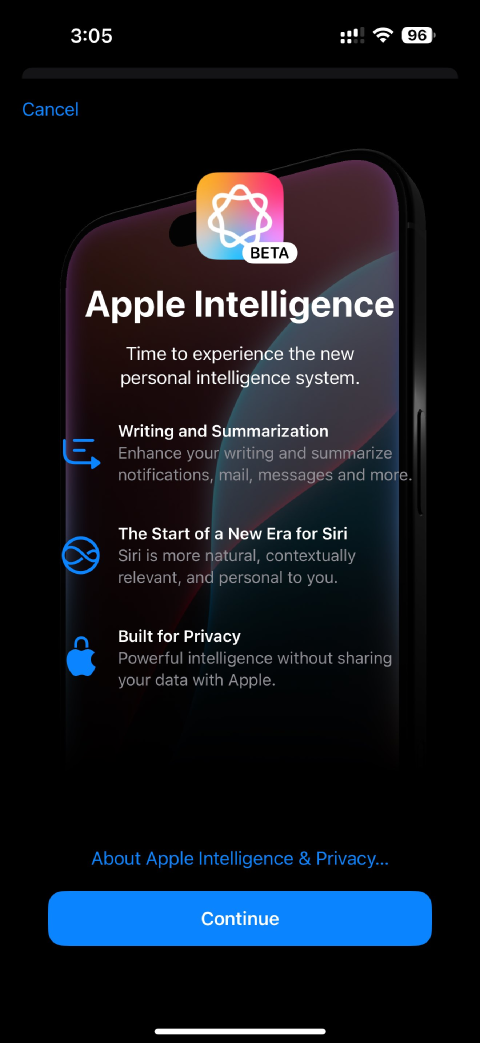 3:05
96
Cancel
BETA
Apple Intelligence
Time to experience the new
personal intelligence system.
Writing and Summarization
Enhance your writing and summarize
notifications, mail, messages and more.
The Start of a New Era for Siri
Siri is more natural, contextually
relevant, and personal to you.
Built for Privacy
Powerful intelligence without sharing
your data with Apple.
About Apple Intelligence & Privacy...
Continue